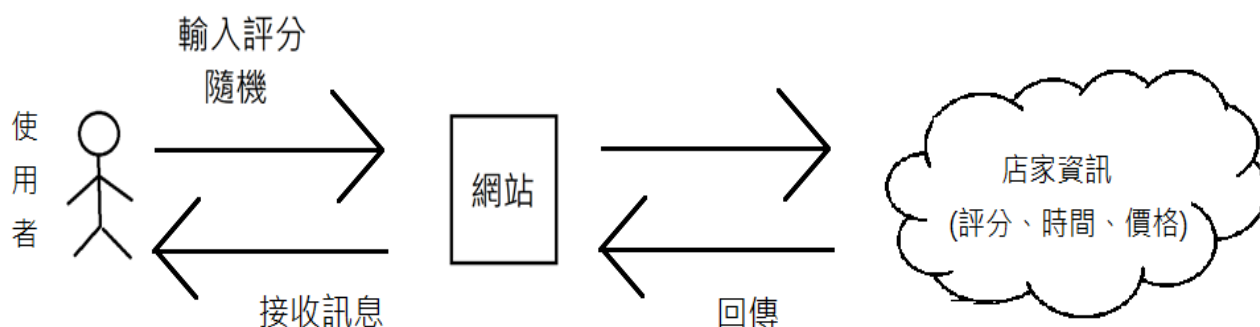 輸入評分
隨機
使用者
網站
店家資訊
(評分、時間、價格)
接收訊息
回傳